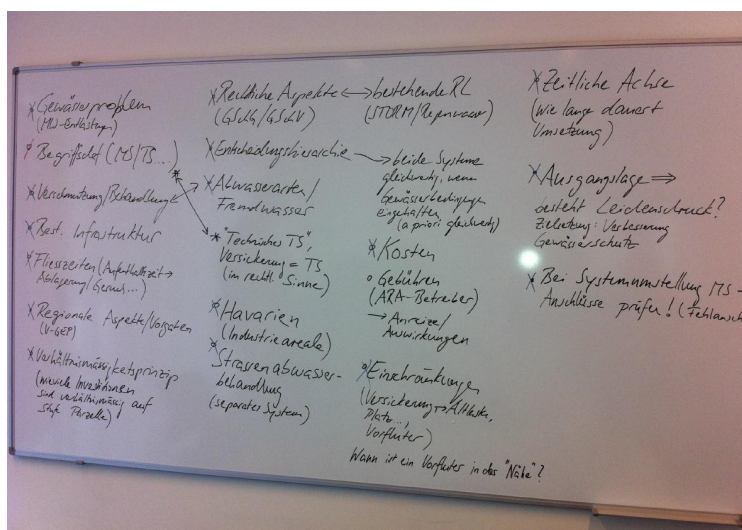 Gewässerproblem
(MW-Entlastungen)
Begriffsdef (MS/TS...)
Verschmutzung/Behandlung
Best. Infrastruktur
Fliesszeiten (Aufenthaltszeit →
Ablagerung/Geruch...)
Regionale Aspekte/Vorgaben
(V-GEP)
Verhältnismässigkeitsprinzip
(wieviele Investitionen
sind verhältnismässig auf
Stufe Parzelle)
Rechtliche Aspekte ↔
(GSchG/GSchV)
Entscheidungshierarchie →
Abwasserarten/
Fremdwasser
"Technisches TS",
Versickerung = TS
(im rechtl. Sinne)
Havarien
(Industrieareale)
Strassenabwasser-
behandlung
(separates System)
bestehende RL
(STORM/Regenwasser)
beide Systeme
gleichwertig, wenn
Gewässerbedingungen
eingehalten
(a priori gleichwertig)
Kosten
Gebühren
(ARA-Betreiber)
→ Anreize/
Auswirkungen
Einschränkungen
(Versickerung → Altlasten,
Platz...,
Vorfluter)
Wann ist ein Vorfluter in der "Nähe"?
Zeitliche Achse
(Wie lange dauert
Umsetzung)
Ausgangslage ⇒
besteht Leidensdruck?
Zielsetzung: Verbesserung
Gewässerschutz
Bei Systemumstellung MS -
Anschlüsse prüfen! (Fehlansch